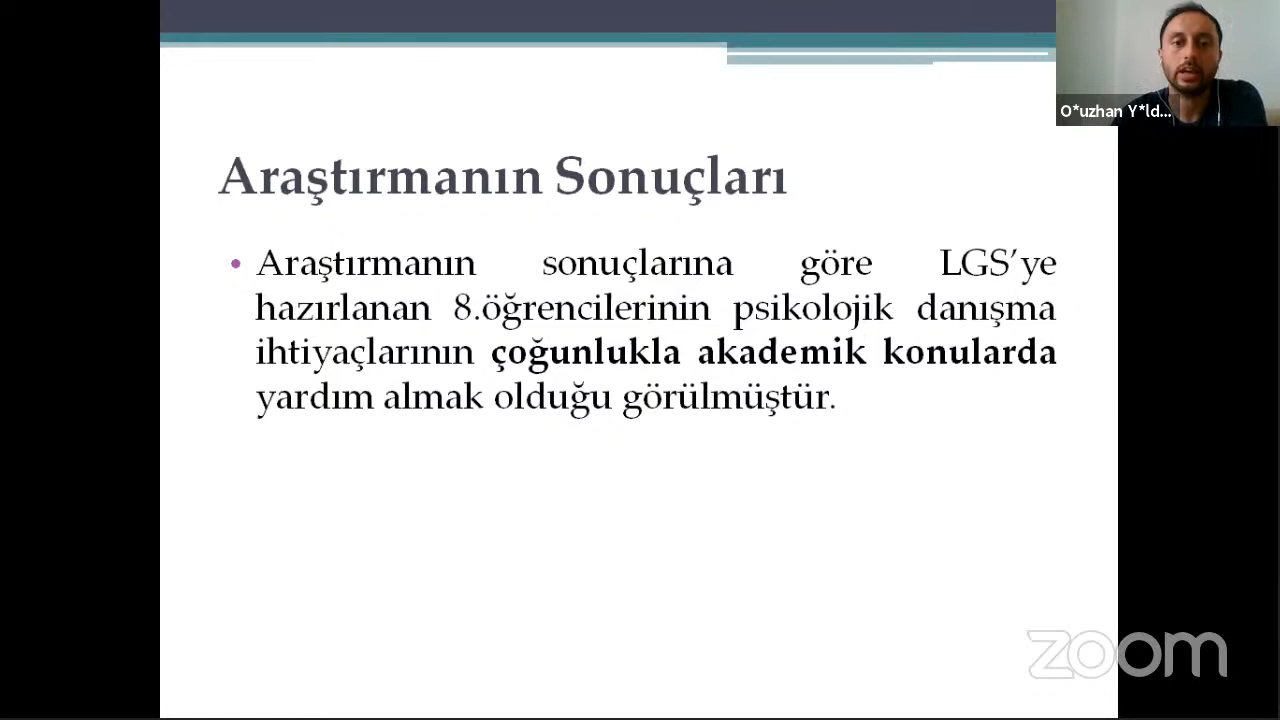 O*uzhan Y*ld...
Araştırmanın Sonuçları
• Araştırmanın sonuçlarına göre LGS'ye
hazırlanan 8.öğrencilerinin psikolojik danışma
ihtiyaçlarının çoğunlukla akademik konularda
yardım almak olduğu görülmüştür.
zoom